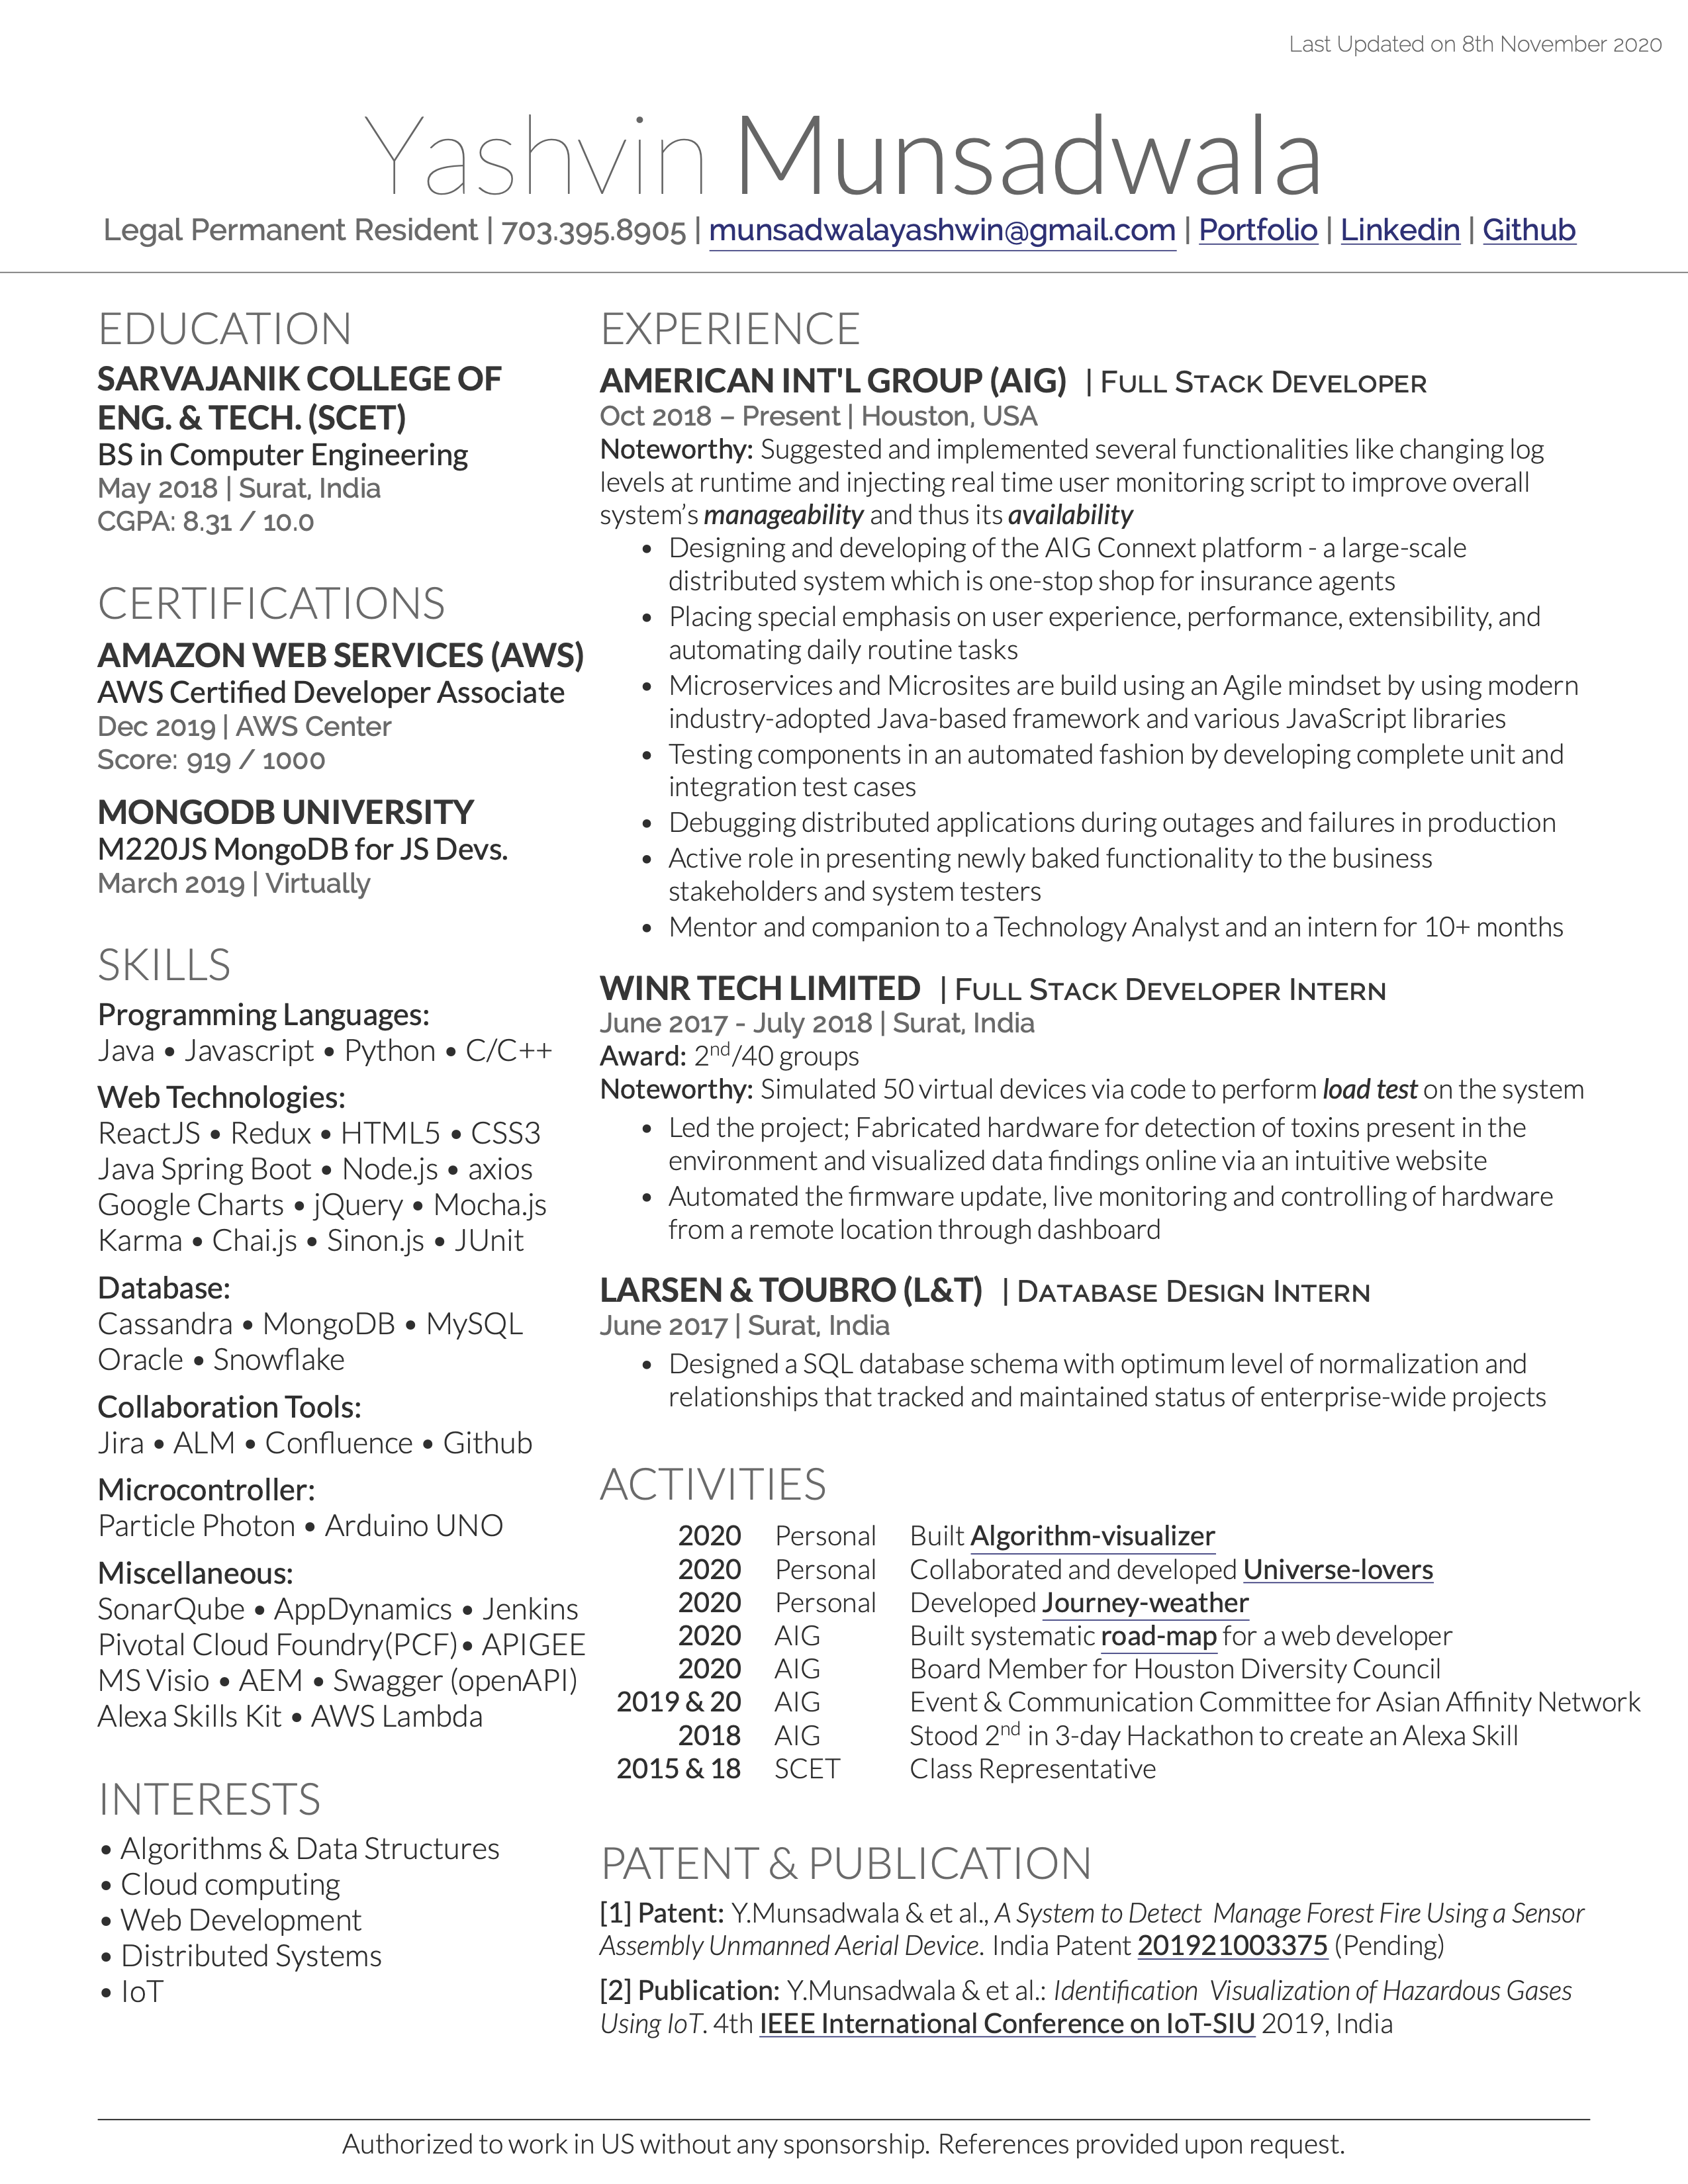 Last Updated on 8th November 2020
Yashvin Munsadwala
Legal Permanent Resident | 703.395.8905 | munsadwalayashwin@gmail.com | Portfolio | Linkedin | Github
EDUCATION
SARVAJANIK COLLEGE OF
ENG. & TECH. (SCET)
BS in Computer Engineering
May 2018 | Surat, India
CGPA: 8.31 / 10.0
CERTIFICATIONS
AMAZON WEB SERVICES (AWS)
AWS Certified Developer Associate
Dec 2019 | AWS Center
Score: 919 / 1000
MONGODB UNIVERSITY
M220JS MongoDB for JS Devs.
March 2019 | Virtually
SKILLS
Programming Languages:
Java • Javascript • Python • C/C++
Web Technologies:
ReactJS • Redux • HTML5 • CSS3
Java Spring Boot • Node.js • axios
Google Charts • jQuery • Mocha.js
Karma • Chai.js • Sinon.js • JUnit
Database:
Cassandra • MongoDB • MySQL
Oracle • Snowflake
Collaboration Tools:
Jira • ALM • Confluence • Github
Microcontroller:
Particle Photon • Arduino UNO
Miscellaneous:
SonarQube • AppDynamics • Jenkins
Pivotal Cloud Foundry(PCF)• APIGEE
MS Visio • AEM • Swagger (openAPI)
Alexa Skills Kit • AWS Lambda
INTERESTS
• Algorithms & Data Structures
• Cloud computing
• Web Development
• Distributed Systems
• IoT
EXPERIENCE
AMERICAN INT'L GROUP (AIG) | FULL STACK DEVELOPER
Oct 2018 – Present | Houston, USA
Noteworthy: Suggested and implemented several functionalities like changing log
levels at runtime and injecting real time user monitoring script to improve overall
system's manageability and thus its availability
• Designing and developing of the AIG Connext platform - a large-scale
distributed system which is one-stop shop for insurance agents
• Placing special emphasis on user experience, performance, extensibility, and
automating daily routine tasks
• Microservices and Microsites are build using an Agile mindset by using modern
industry-adopted Java-based framework and various JavaScript libraries
• Testing components in an automated fashion by developing complete unit and
integration test cases
• Debugging distributed applications during outages and failures in production
• Active role in presenting newly baked functionality to the business
stakeholders and system testers
• Mentor and companion to a Technology Analyst and an intern for 10+ months
WINR TECH LIMITED | FULL STACK DEVELOPER INTERN
June 2017 - July 2018 | Surat, India
Award: 2nd/40 groups
Noteworthy: Simulated 50 virtual devices via code to perform load test on the system
• Led the project; Fabricated hardware for detection of toxins present in the
environment and visualized data findings online via an intuitive website
• Automated the firmware update, live monitoring and controlling of hardware
from a remote location through dashboard
LARSEN & TOUBRO (L&T) | DATABASE DESIGN INTERN
June 2017 | Surat, India
• Designed a SQL database schema with optimum level of normalization and
relationships that tracked and maintained status of enterprise-wide projects
ACTIVITIES
2020 Personal Built Algorithm-visualizer
2020 Personal Collaborated and developed Universe-lovers
2020 Personal Developed Journey-weather
2020 AIG Built systematic road-map for a web developer
2020 AIG Board Member for Houston Diversity Council
2019 & 20 AIG Event & Communication Committee for Asian Affinity Network
2018 AIG Stood 2nd in 3-day Hackathon to create an Alexa Skill
2015 & 18 SCET Class Representative
PATENT & PUBLICATION
[1] Patent: Y.Munsadwala & et al., A System to Detect Manage Forest Fire Using a Sensor
Assembly Unmanned Aerial Device. India Patent 201921003375 (Pending)
[2] Publication: Y.Munsadwala & et al.: Identification Visualization of Hazardous Gases
Using IoT. 4th IEEE International Conference on IoT-SIU 2019, India
Authorized to work in US without any sponsorship. References provided upon request.